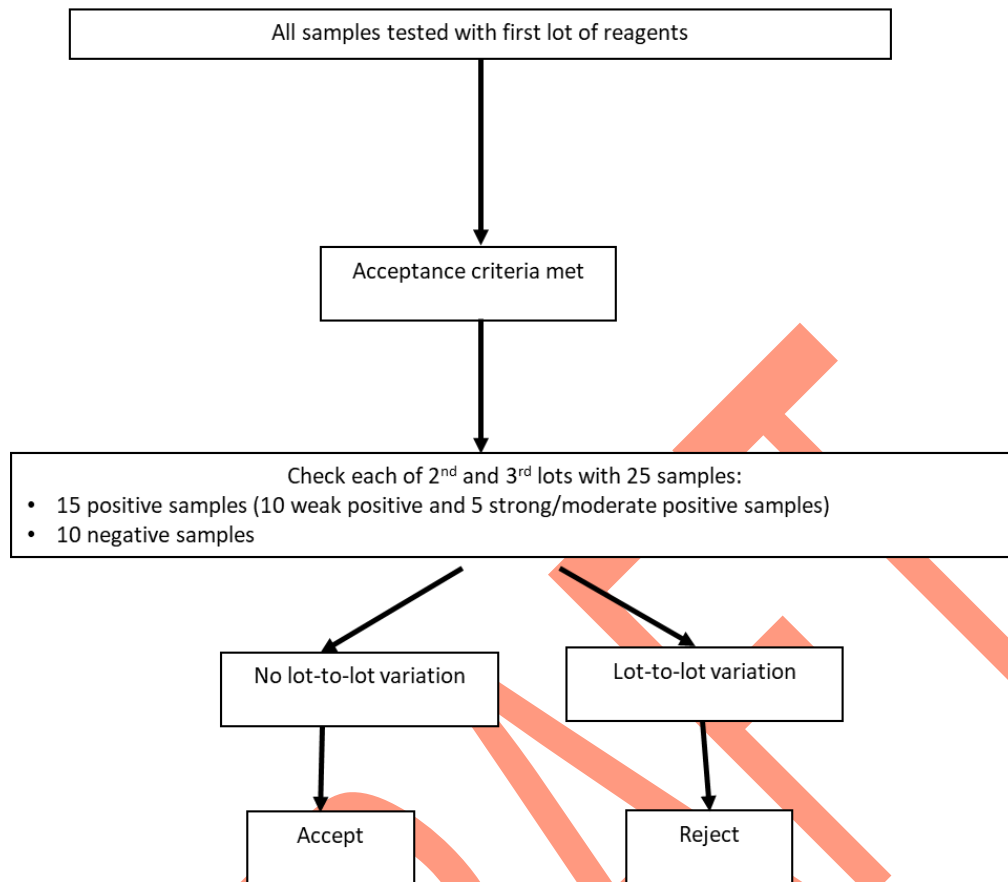 All samples tested with first lot of reagents
Acceptance criteria met
Check each of 2nd and 3rd lots with 25 samples:
• 15 positive samples (10 weak positive and 5 strong/moderate positive samples)
• 10 negative samples
No lot-to-lot variation
Lot-to-lot variation
Accept
Reject